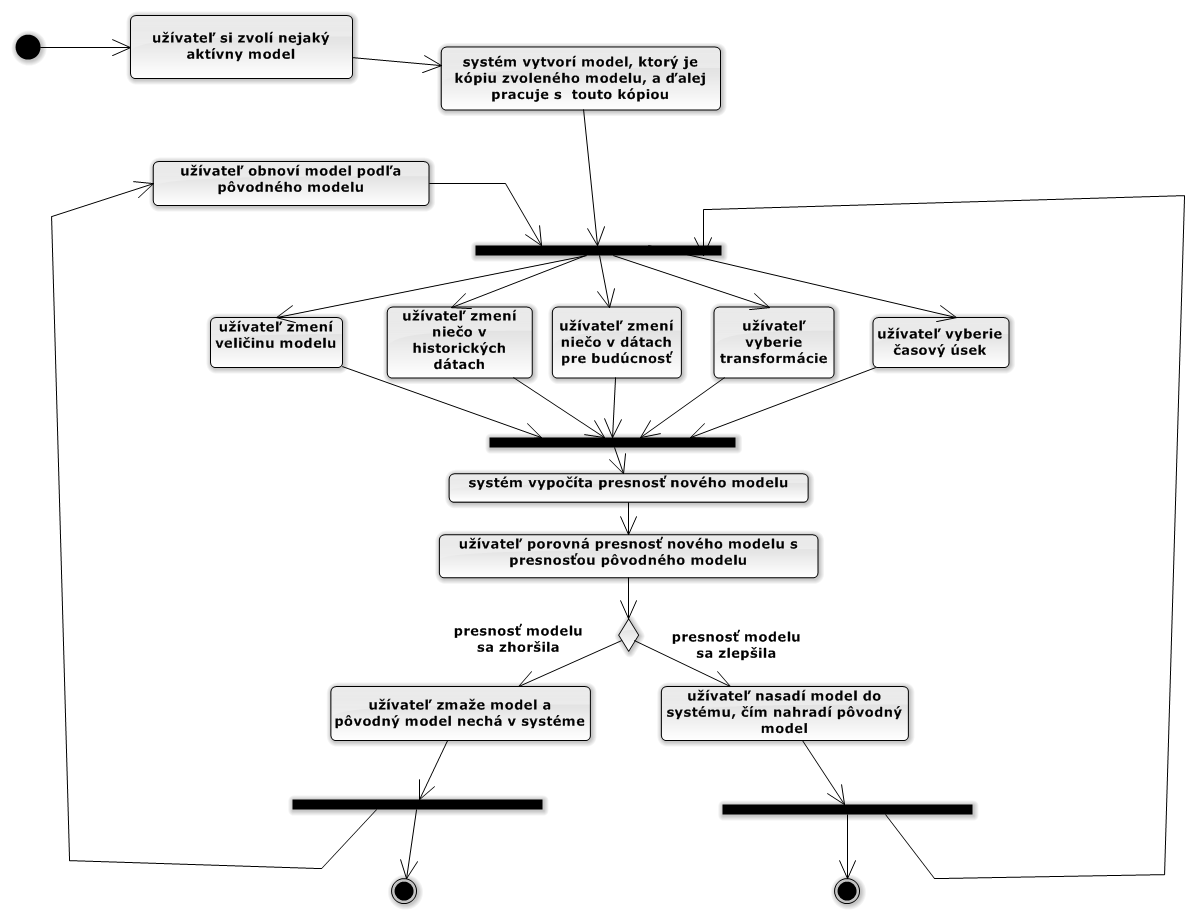 užívateľ si zvolí nejaký
aktívny model
systém vytvorí model, ktorý je
kópiu zvoleného modelu, a ďalej
pracuje s touto kópiou
užívateľ obnoví model podľa
pôvodného modelu
užívateľ zmení
veličinu modelu
užívateľ zmení
niečo v
historických
dátach
užívateľ zmení
niečo v dátach
pre budúcnosť
užívateľ
vyberie
transformácie
užívateľ vyberie
časový úsek
systém vypočíta presnosť nového modelu
užívateľ porovná presnosť nového modelu s
presnosťou pôvodného modelu
presnosť modelu
sa zhoršila
presnosť modelu
sa zlepšila
užívateľ zmaže model a
pôvodný model nechá v systéme
užívateľ nasadí model do
systému, čím nahradí pôvodný
model